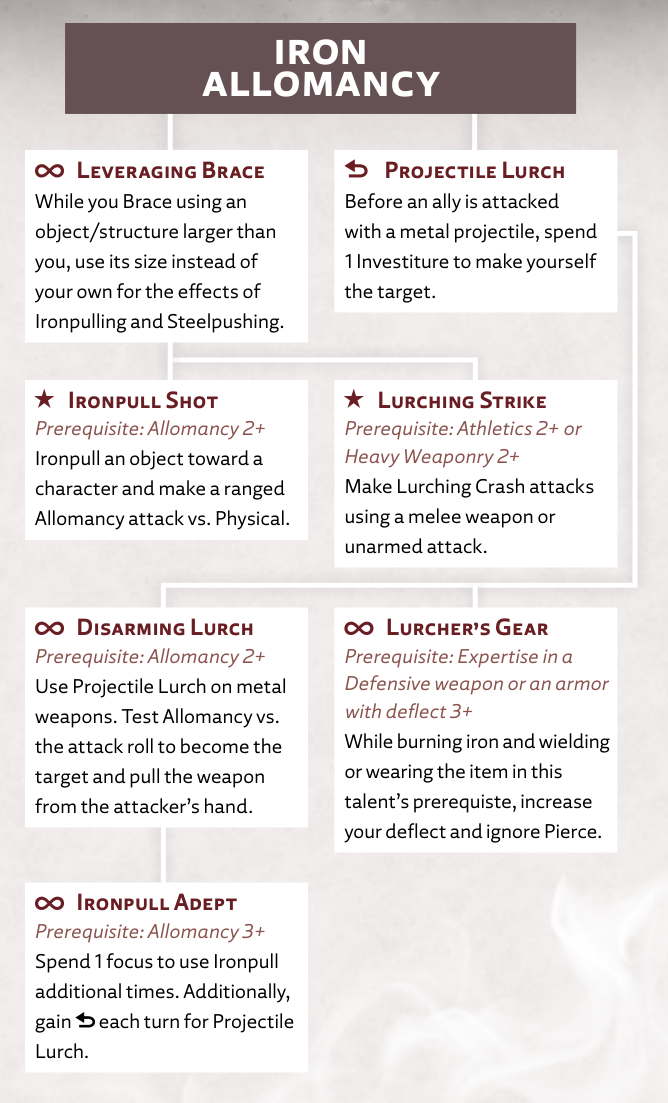 IRON
ALLOMANCY
∞ LEVERAGING BRACE
While you Brace using an
object/structure larger than
you, use its size instead of
your own for the effects of
Ironpulling and Steelpushing.
PROJECTILE LURCH
Before an ally is attacked
with a metal projectile, spend
1 Investiture to make yourself
the target.
★ IRONPULL SHOT
Prerequisite: Allomancy 2+
Ironpull an object toward a
character and make a ranged
Allomancy attack vs. Physical.
★ LURCHING STRIKE
Prerequisite: Athletics 2+ or
Heavy Weaponry 2+
Make Lurching Crash attacks
using a melee weapon or
unarmed attack.
∞ DISARMING LURCH
Prerequisite: Allomancy 2+
Use Projectile Lurch on metal
weapons. Test Allomancy vs.
the attack roll to become the
target and pull the weapon
from the attacker's hand.
∞ LURCHER'S GEAR
Prerequisite: Expertise in a
Defensive weapon or an armor
with deflect 3+
While burning iron and wielding
or wearing the item in this
talent's prerequiste, increase
your deflect and ignore Pierce.
∞ IRONPULL ADEPT
Prerequisite: Allomancy 3+
Spend 1 focus to use Ironpull
additional times. Additionally,
gain ⮌ each turn for Projectile
Lurch.